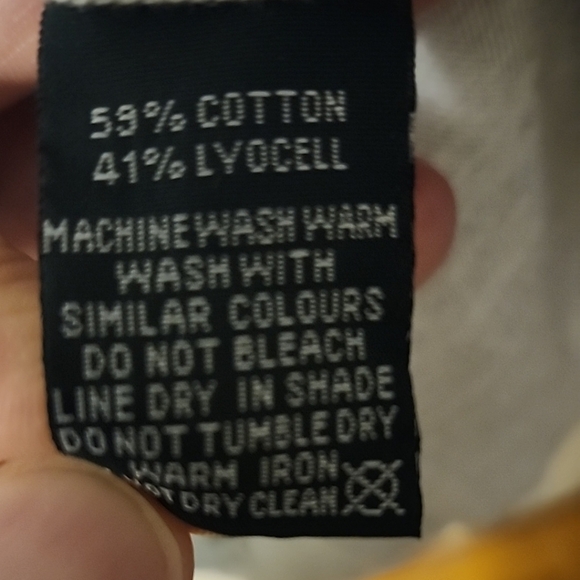 59% COTTON
41% LYOCELL
MACHINE WASH WARM
WASH WITH
SIMILAR COLOURS
DO NOT BLEACH
LINE DRY IN SHADE
DO NOT TUMBLE DRY
WARM IRON
NOT DRY CLEAN